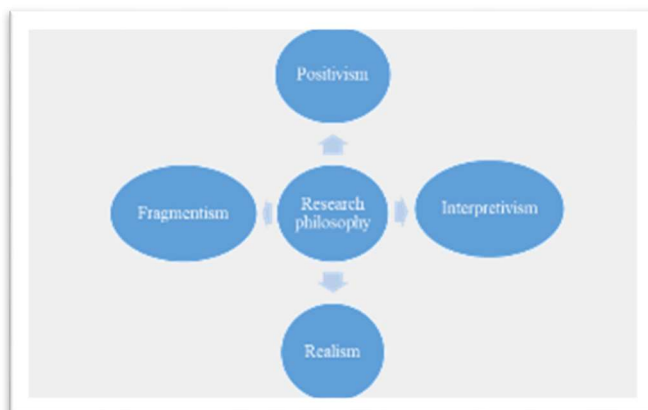 Positivism
Fragmentism
Research
philosophy
Interpretivism
Realism